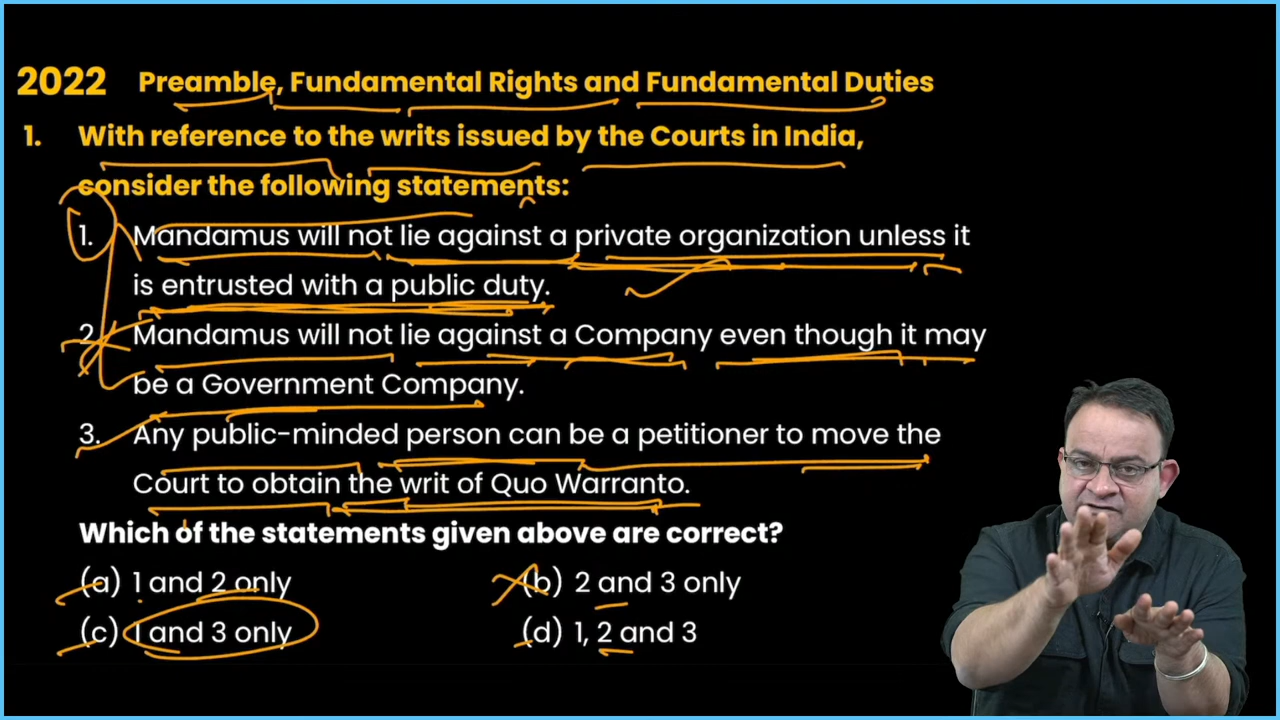 2022 Preamble, Fundamental Rights and Fundamental Duties
1. With reference to the writs issued by the Courts in India,
consider the following statements:
1. Mandamus will not lie against a private organization unless it
is entrusted with a public duty.
2. Mandamus will not lie against a Company even though it may
be a Government Company.
3. Any public-minded person can be a petitioner to move the
Court to obtain the writ of Quo Warranto.
Which of the statements given above are correct?
(a) 1 and 2 only (b) 2 and 3 only
(c) 1 and 3 only (d) 1, 2 and 3